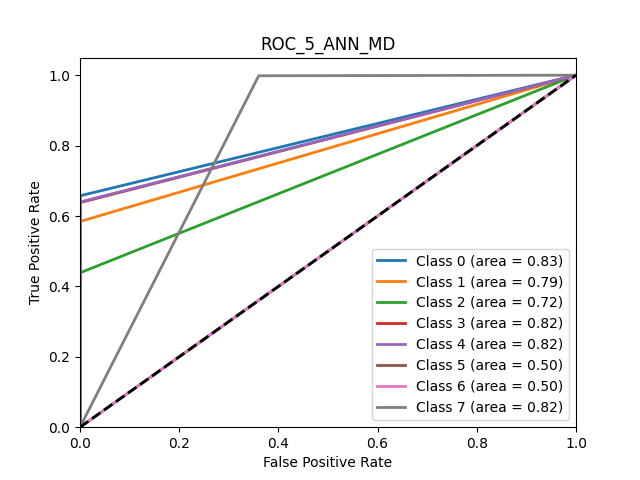 ROC_5_ANN_MD
True Positive Rate
1.0
0.8
0.6
0.4
0.2
0.0
Class 0 (area = 0.83)
Class 1 (area = 0.79)
Class 2 (area = 0.72)
Class 3 (area = 0.82)
Class 4 (area = 0.82)
Class 5 (area = 0.50)
Class 6 (area = 0.50)
Class 7 (area = 0.82)
0.0 0.2 0.4 0.6 0.8 1.0
False Positive Rate